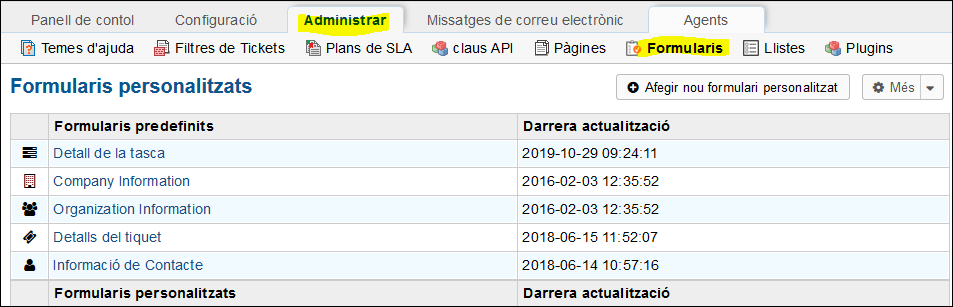 Panell de contol Configuració Administrar Missatges de correu electrònic Agents
Temes d'ajuda Filtres de Tickets Plans de SLA claus API Pàgines Formularis Llistes Plugins
Formularis personalitzats Afegir nou formulari personalitzat Més
Formularis predefinits Darrera actualització
Detall de la tasca 2019-10-29 09:24:11
Company Information 2016-02-03 12:35:52
Organization Information 2016-02-03 12:35:52
Detalls del tiquet 2018-06-15 11:52:07
Informació de Contacte 2018-06-14 10:57:16
Formularis personalitzats Darrera actualització